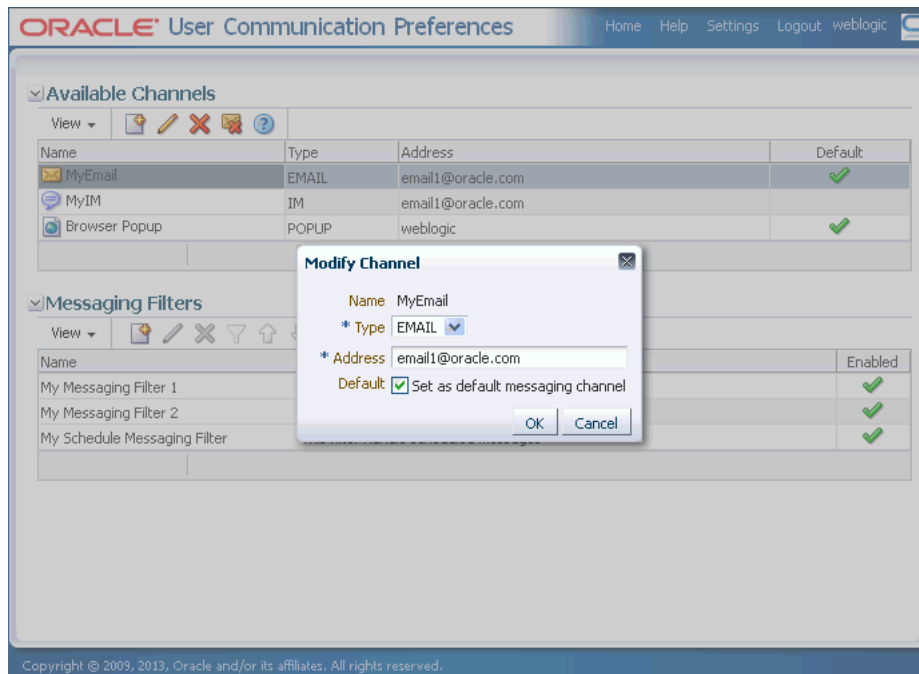 ORACLE User Communication Preferences Home Help Settings Logout weblogic
Available Channels
View
Name Type Address Default
MyEmail EMAIL email1@oracle.com
MyIM IM email1@oracle.com
Browser Popup POPUP weblogic
Modify Channel
Name MyEmail
* Type EMAIL
* Address email1@oracle.com
Default Set as default messaging channel
OK Cancel
Messaging Filters
View
Name Enabled
My Messaging Filter 1
My Messaging Filter 2
My Schedule Messaging Filter
Copyright © 2009, 2013, Oracle and/or its affiliates. All rights reserved.